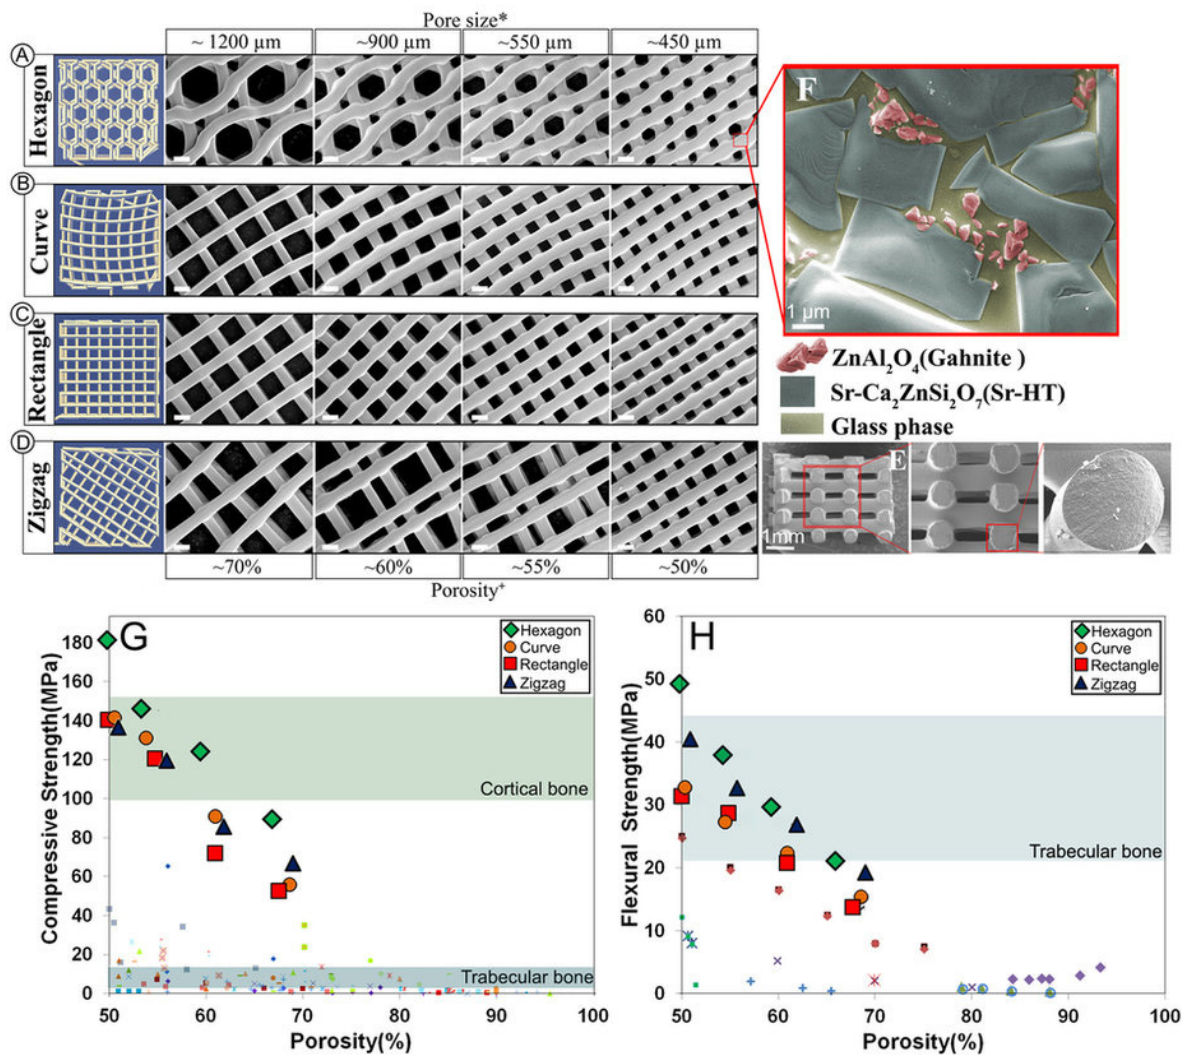 Pore size*
~ 1200 µm ~900 µm ~550 µm ~450 µm
A Hexagon
B Curve
C Rectangle
D Zigzag
~70% ~60% ~55% ~50%
Porosity⁺
F
1 µm
ZnAl₂O₄(Gahnite )
Sr-Ca₂ZnSi₂O₇(Sr-HT)
Glass phase
E
1mm
G
Compressive Strength(MPa)
180
160
140
120
100
80
60
40
20
0
Hexagon
Curve
Rectangle
Zigzag
Cortical bone
Trabecular bone
50 60 70 80 90 100
Porosity(%)
H
Flexural Strength(MPa)
60
50
40
30
20
10
0
Hexagon
Curve
Rectangle
Zigzag
Trabecular bone
50 60 70 80 90 100
Porosity(%)